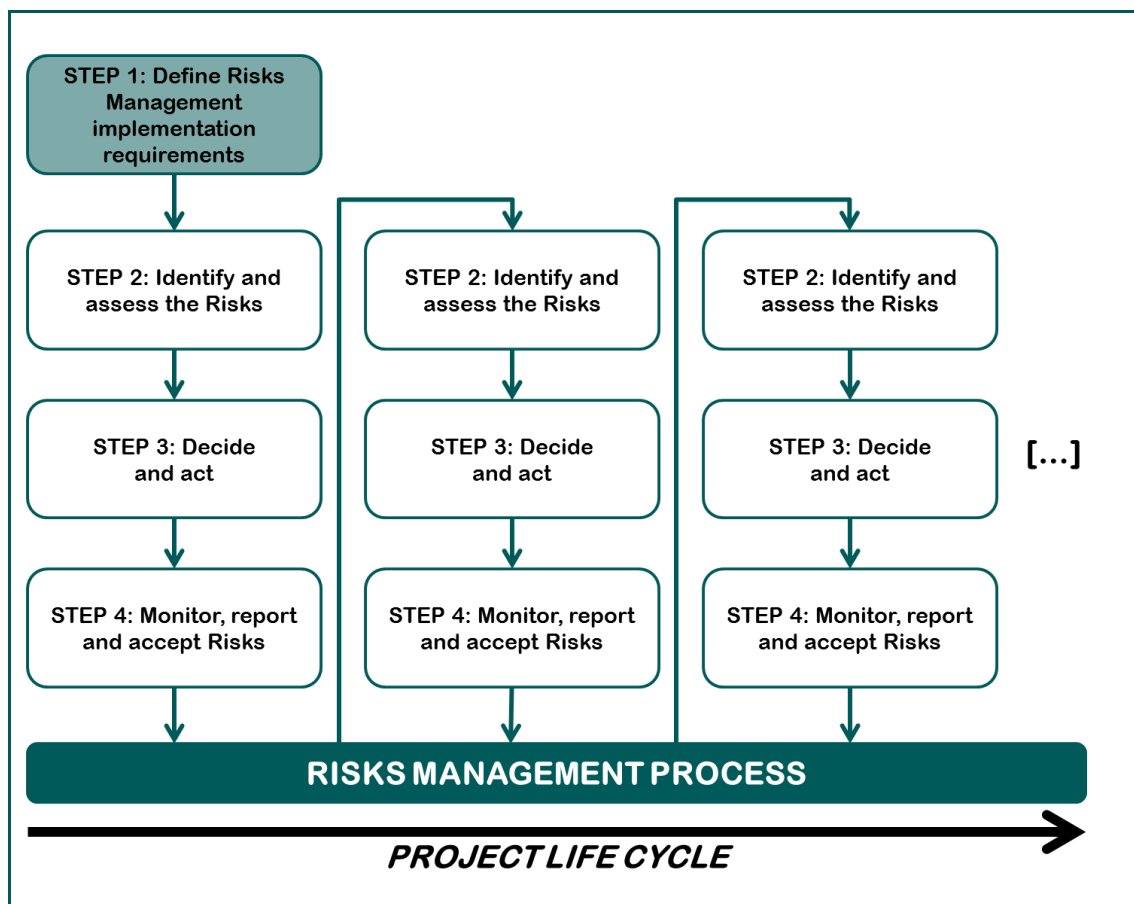 STEP 1: Define Risks
Management
implementation
requirements
STEP 2: Identify and
assess the Risks
STEP 3: Decide
and act
STEP 4: Monitor, report
and accept Risks
STEP 2: Identify and
assess the Risks
STEP 3: Decide
and act
STEP 4: Monitor, report
and accept Risks
STEP 2: Identify and
assess the Risks
STEP 3: Decide
and act
STEP 4: Monitor, report
and accept Risks
[...]
RISKS MANAGEMENT PROCESS
PROJECT LIFE CYCLE